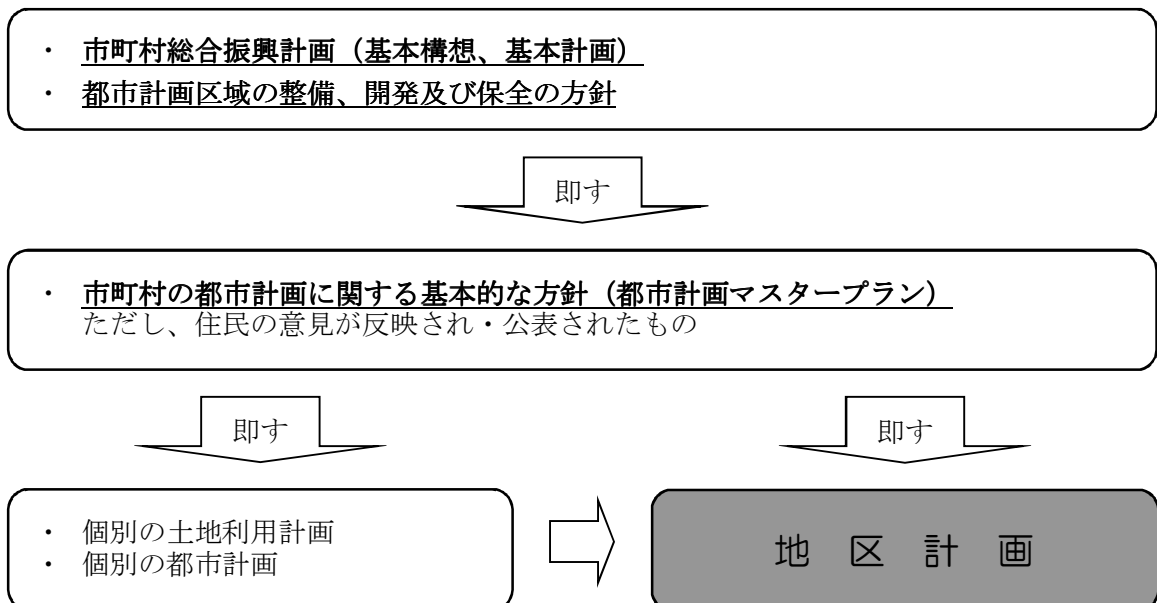 ・ 市町村総合振興計画（基本構想、基本計画）
・ 都市計画区域の整備、開発及び保全の方針
即す
・ 市町村の都市計画に関する基本的な方針（都市計画マスタープラン）
ただし、住民の意見が反映され・公表されたもの
即す
即す
・ 個別の土地利用計画
・ 個別の都市計画
地 区 計 画